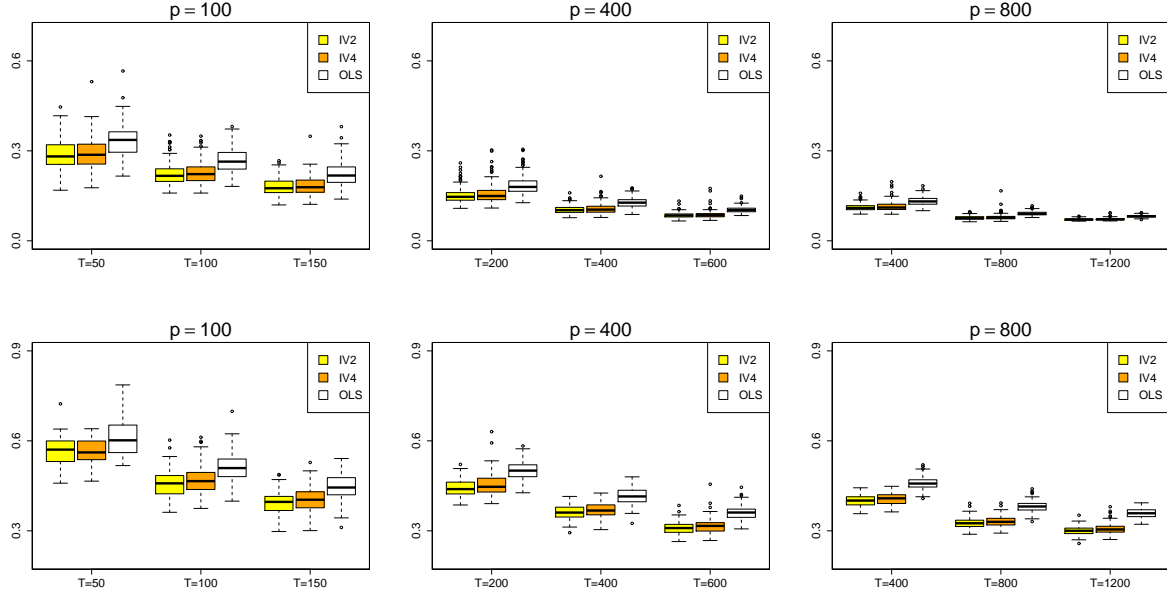 p = 100
0.6
0.3
0.0
IV2
IV4
OLS
T=50
T=100
T=150
p = 400
0.6
0.3
0.0
IV2
IV4
OLS
T=200
T=400
T=600
p = 800
0.6
0.3
0.0
IV2
IV4
OLS
T=400
T=800
T=1200
p = 100
0.9
0.6
0.3
IV2
IV4
OLS
T=50
T=100
T=150
p = 400
0.9
0.6
0.3
IV2
IV4
OLS
T=200
T=400
T=600
p = 800
0.9
0.6
0.3
IV2
IV4
OLS
T=400
T=800
T=1200